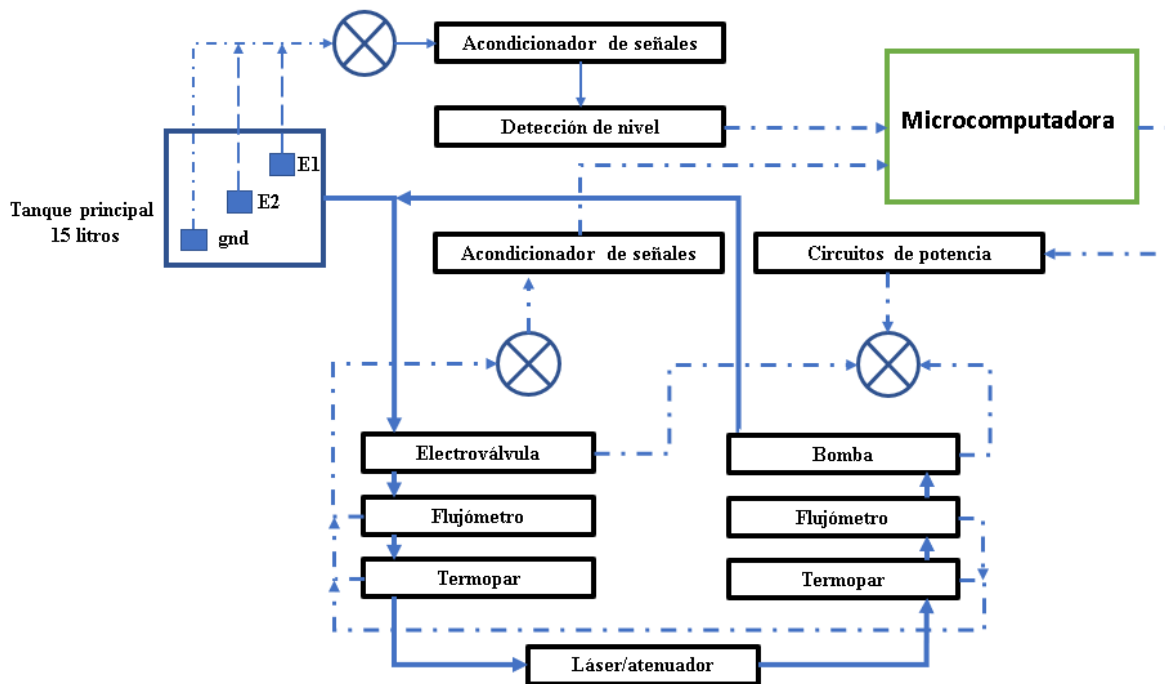 Acondicionador de señales
Detección de nivel
Microcomputadora
E1
E2
gnd
Tanque principal
15 litros
Acondicionador de señales
Circuitos de potencia
Electroválvula
Bomba
Flujómetro
Flujómetro
Termopar
Termopar
Láser/atenuador